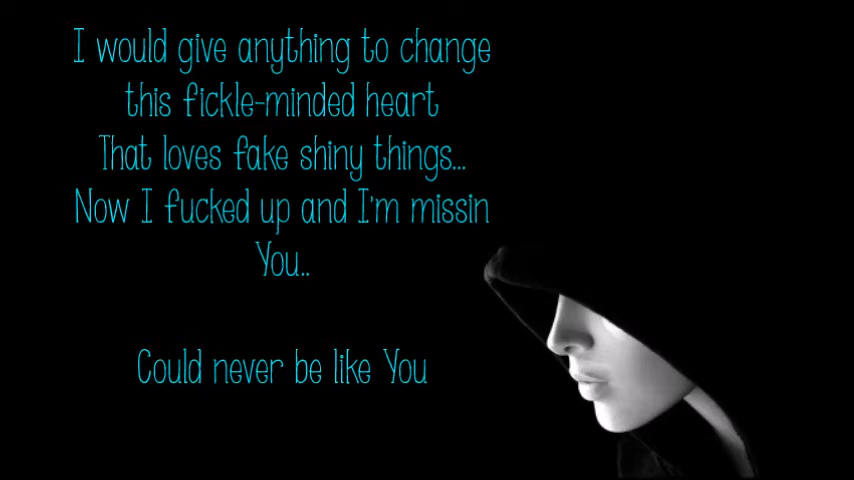 I would give anything to change
this fickle-minded heart
That loves fake shiny things...
Now I fucked up and I'm missin
You..
Could never be like You